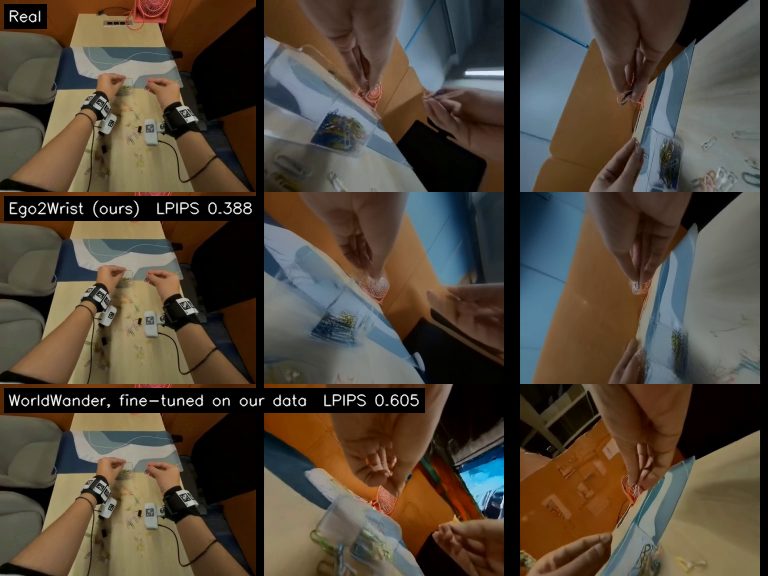 Real
Ego2Wrist (ours) LPIPS 0.388
WorldWander, fine-tuned on our data LPIPS 0.605